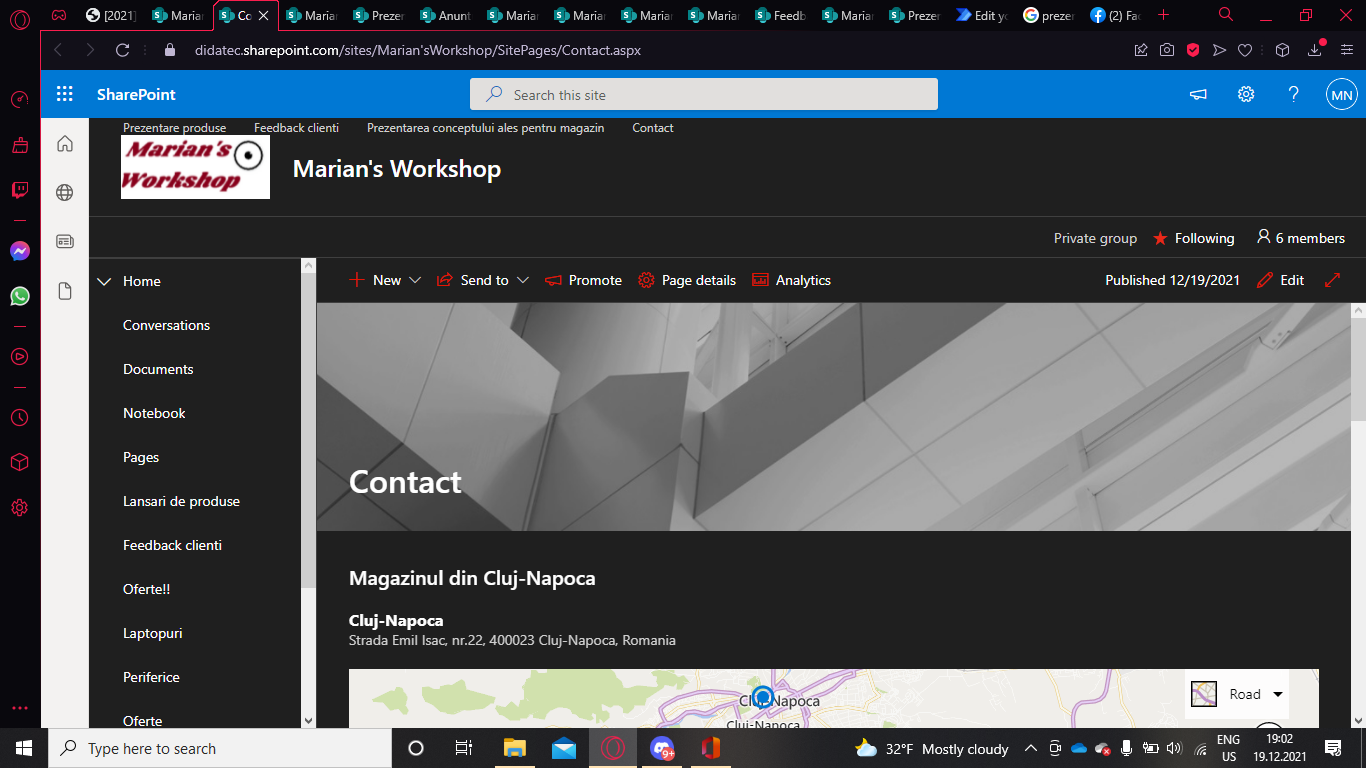 [2021]
Marian
Co
Marian
Prezen
Anunt
Marian
Marian
Marian
Marian
Feedb
Marian
Prezen
Edit yo
prezen
(2) Fac
didatec.sharepoint.com/sites/Marian'sWorkshop/SitePages/Contact.aspx
SharePoint
Search this site
MN
Prezentare produse Feedback clienti Prezentarea conceptului ales pentru magazin Contact
Marian's
Workshop
Marian's Workshop
Private group Following 6 members
Home
Conversations
Documents
Notebook
Pages
Lansari de produse
Feedback clienti
Oferte!!
Laptopuri
Periferice
Oferte
New Send to Promote Page details Analytics Published 12/19/2021 Edit
Contact
Magazinul din Cluj-Napoca
Cluj-Napoca
Strada Emil Isac, nr.22, 400023 Cluj-Napoca, Romania
Road
Cluj-Napoca
Cluj-Napoca
Type here to search
9+
32°F Mostly cloudy
ENG
US
19:02
19.12.2021